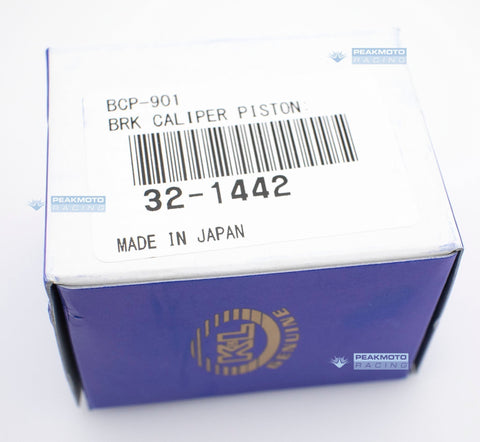 PEAKMOTO
RACING
BCP-901
BRK CALIPER PISTON
32-1442
PEAKMOTO
RACING
MADE IN JAPAN
K&L
GENUINE
PEAKMOTO
RACING